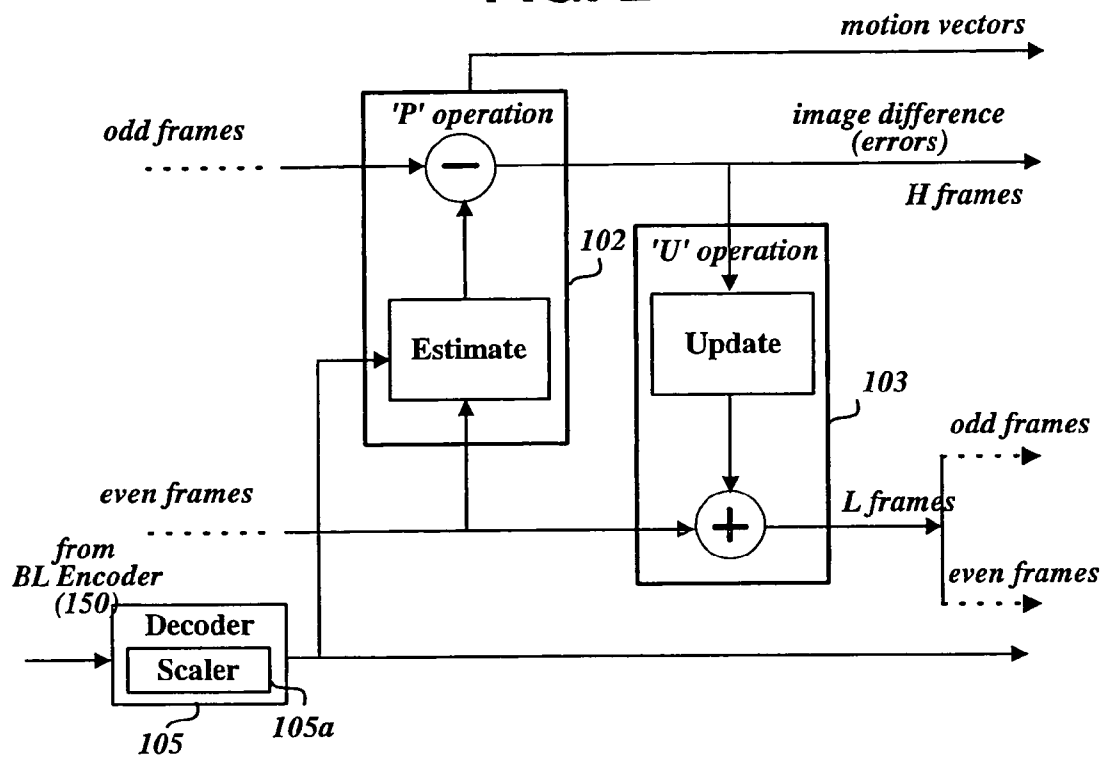 motion vectors
'P' operation
odd frames
image difference
(errors)
H frames
102
'U' operation
Estimate
Update
103
odd frames
even frames
L frames
from
BL Encoder
(150)
even frames
Decoder
Scaler
105a
105